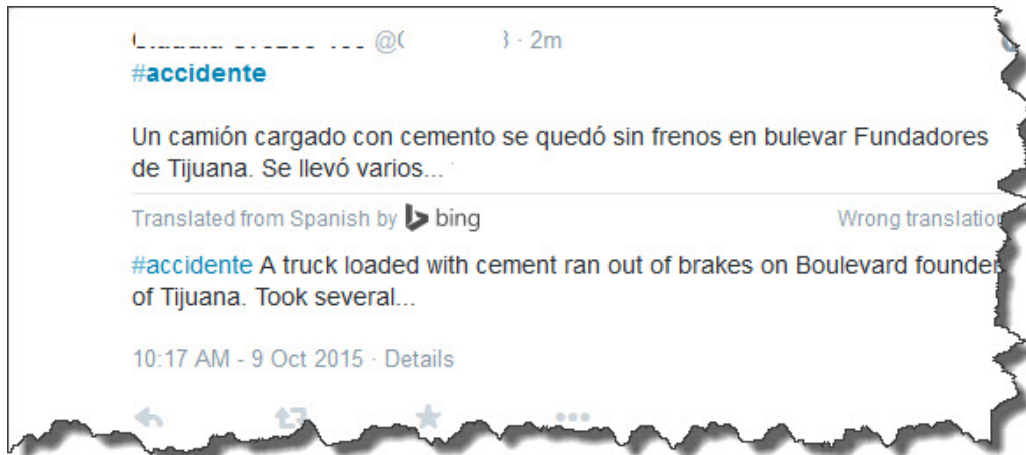 @
· 2m
#accidente
Un camión cargado con cemento se quedó sin frenos en bulevar Fundadores
de Tijuana. Se llevó varios...
Translated from Spanish by bing
Wrong translation
#accidente A truck loaded with cement ran out of brakes on Boulevard founder
of Tijuana. Took several...
10:17 AM - 9 Oct 2015 · Details